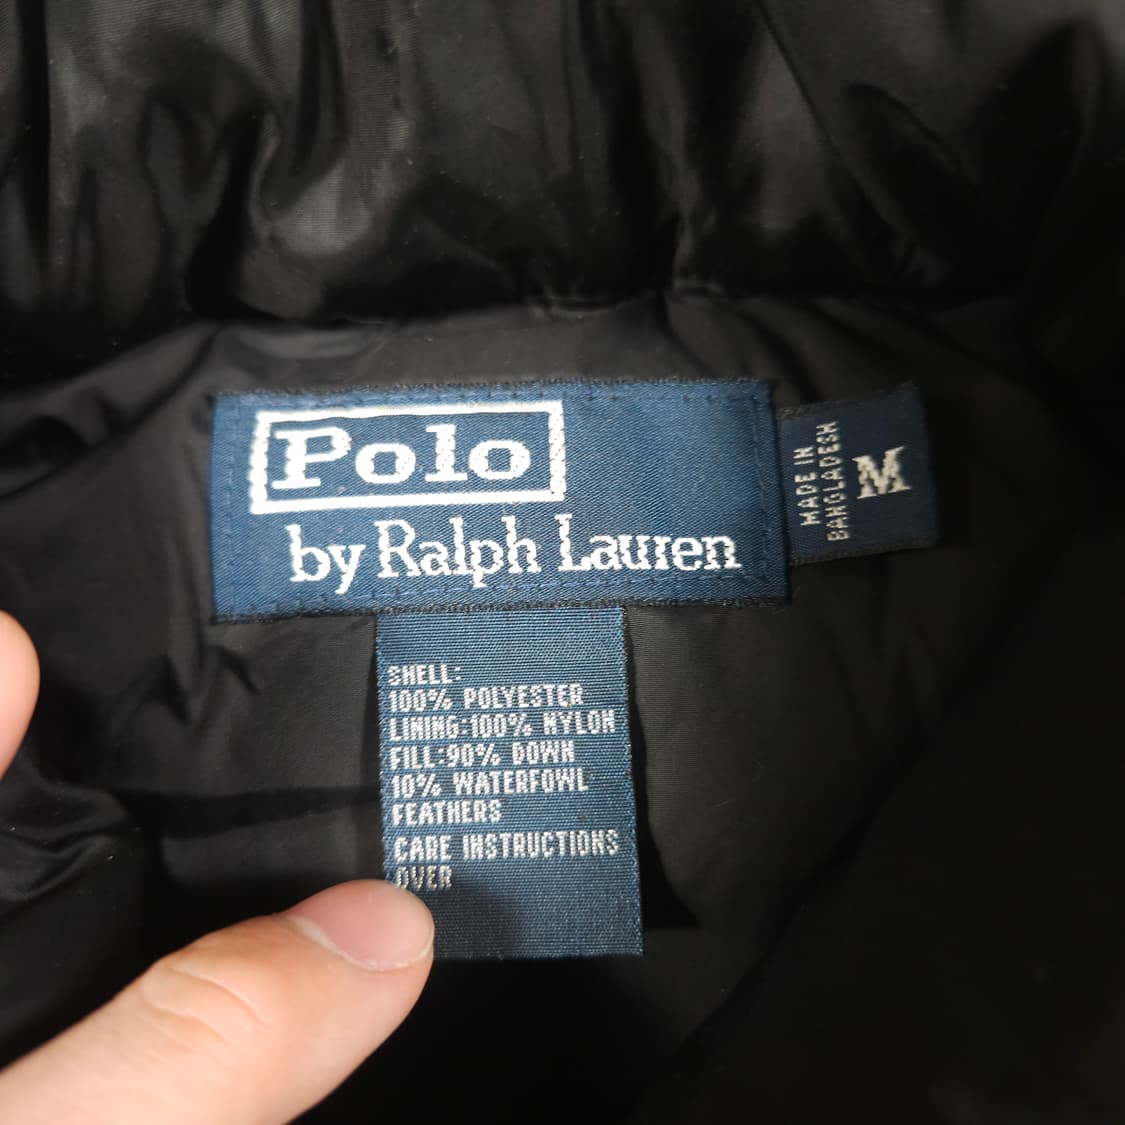 Polo
by Ralph Lauren
MADE IN
BANGLADESH
M
SHELL:
100% POLYESTER
LINING:100% NYLON
FILL:90% DOWN
10% WATERFOWL
FEATHERS
CARE INSTRUCTIONS
OVER